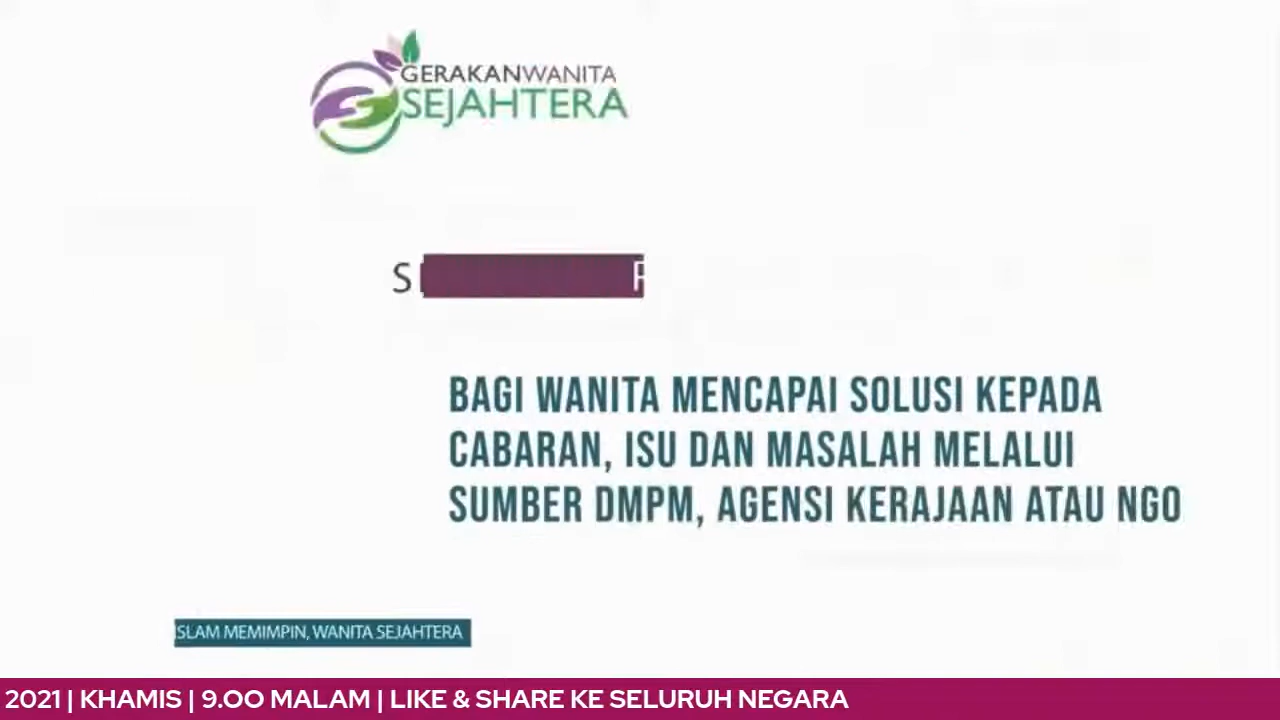 GERAKANWANITA
SEJAHTERA
BAGI WANITA MENCAPAI SOLUSI KEPADA
CABARAN, ISU DAN MASALAH MELALUI
SUMBER DMPM, AGENSI KERAJAAN ATAU NGO
ISLAM MEMIMPIN, WANITA SEJAHTERA
2021 | KHAMIS | 9.00 MALAM | LIKE & SHARE KE SELURUH NEGARA